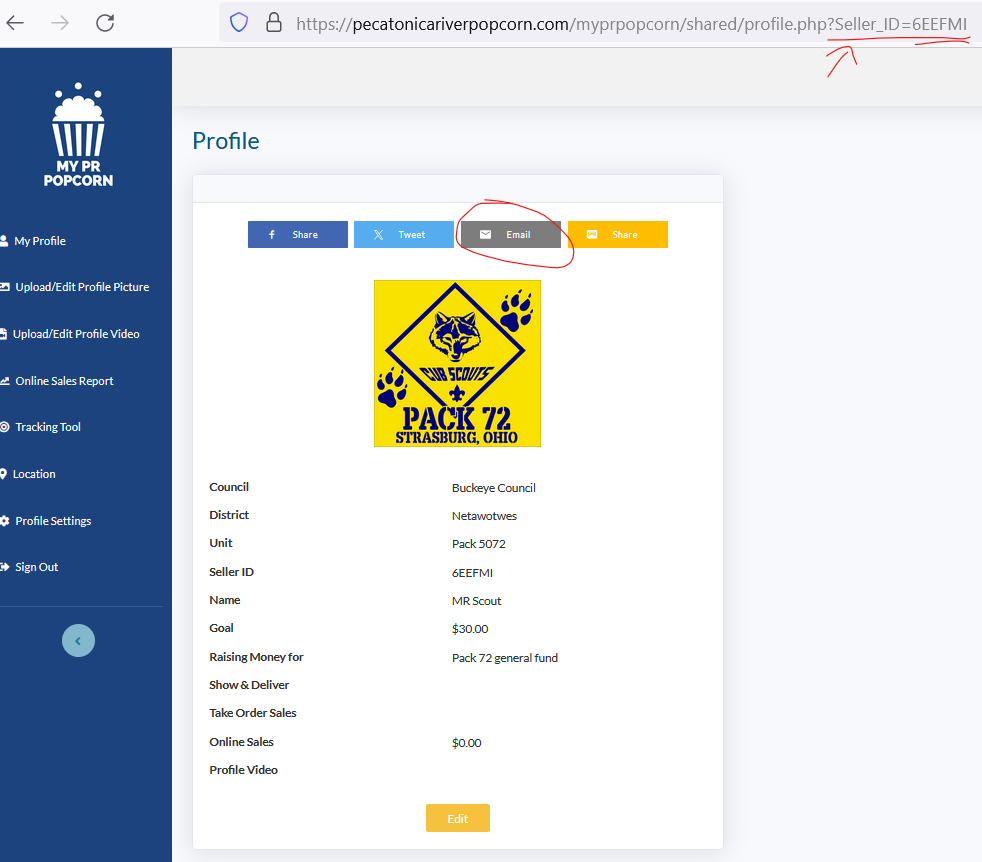 https://pecatonicariverpopcorn.com/myprpopcorn/shared/profile.php?Seller_ID=6EEFMI
MY PR
POPCORN
My Profile
Upload/Edit Profile Picture
Upload/Edit Profile Video
Online Sales Report
Tracking Tool
Location
Profile Settings
Sign Out
Profile
Share Tweet Email Share
CUB SCOUTS
PACK 72
STRASBURG, OHIO
Council Buckeye Council
District Netawotwes
Unit Pack 5072
Seller ID 6EEFMI
Name MR Scout
Goal $30.00
Raising Money for Pack 72 general fund
Show & Deliver
Take Order Sales
Online Sales $0.00
Profile Video
Edit